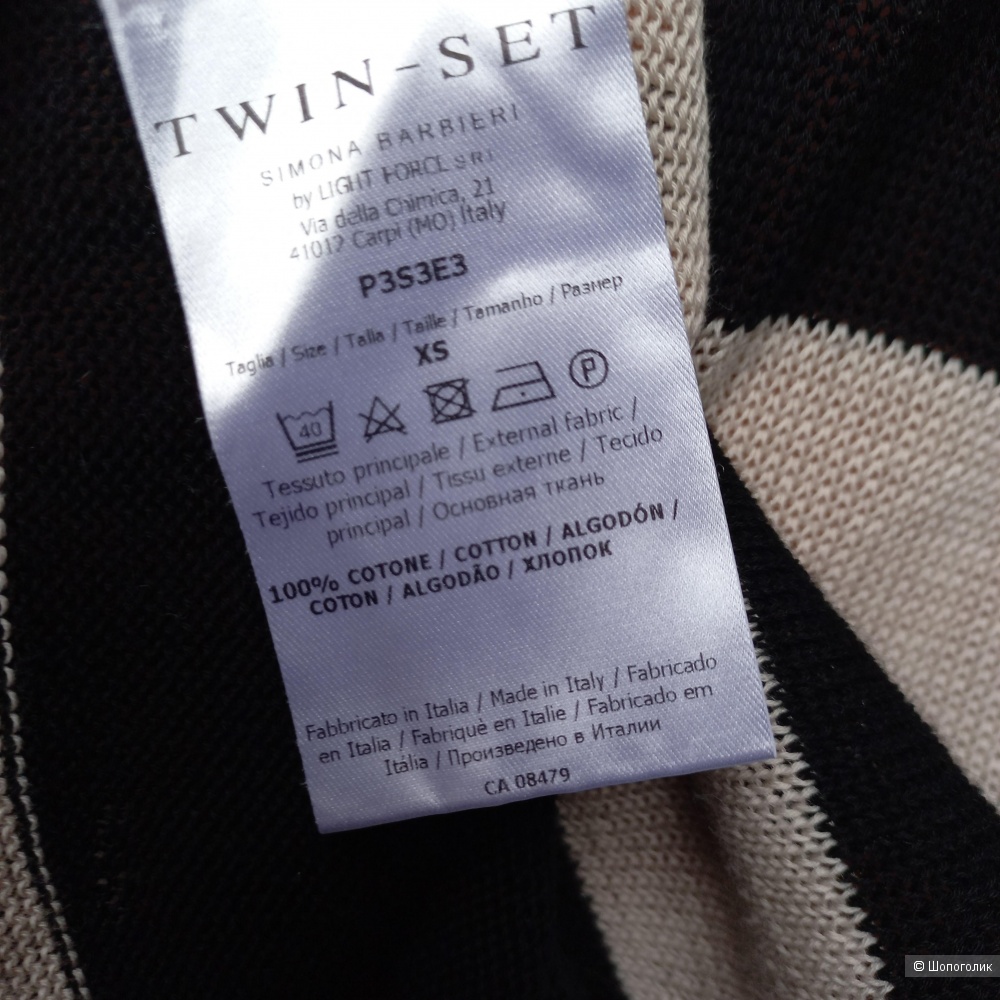 TWIN-SET
SIMONA BARBIERI
by LIGHT FORCE SRL
Via della Chimica, 21
41012 Carpi (MO) Italy
P3S3E3
Taglia / Size / Talla / Taille / Tamanho / Размер
XS
40
P
Tessuto principale / External fabric /
Tejido principal / Tissu externe / Tecido
principal / Основная ткань
100% COTONE / COTTON / ALGODÓN /
COTON / ALGODÃO / ХЛОПОК
Fabbricato in Italia / Made in Italy / Fabricado
en Italia / Fabriquè en Italie / Fabricado em
Itália / Произведено в Италии
CA 08479
© Шопоголик